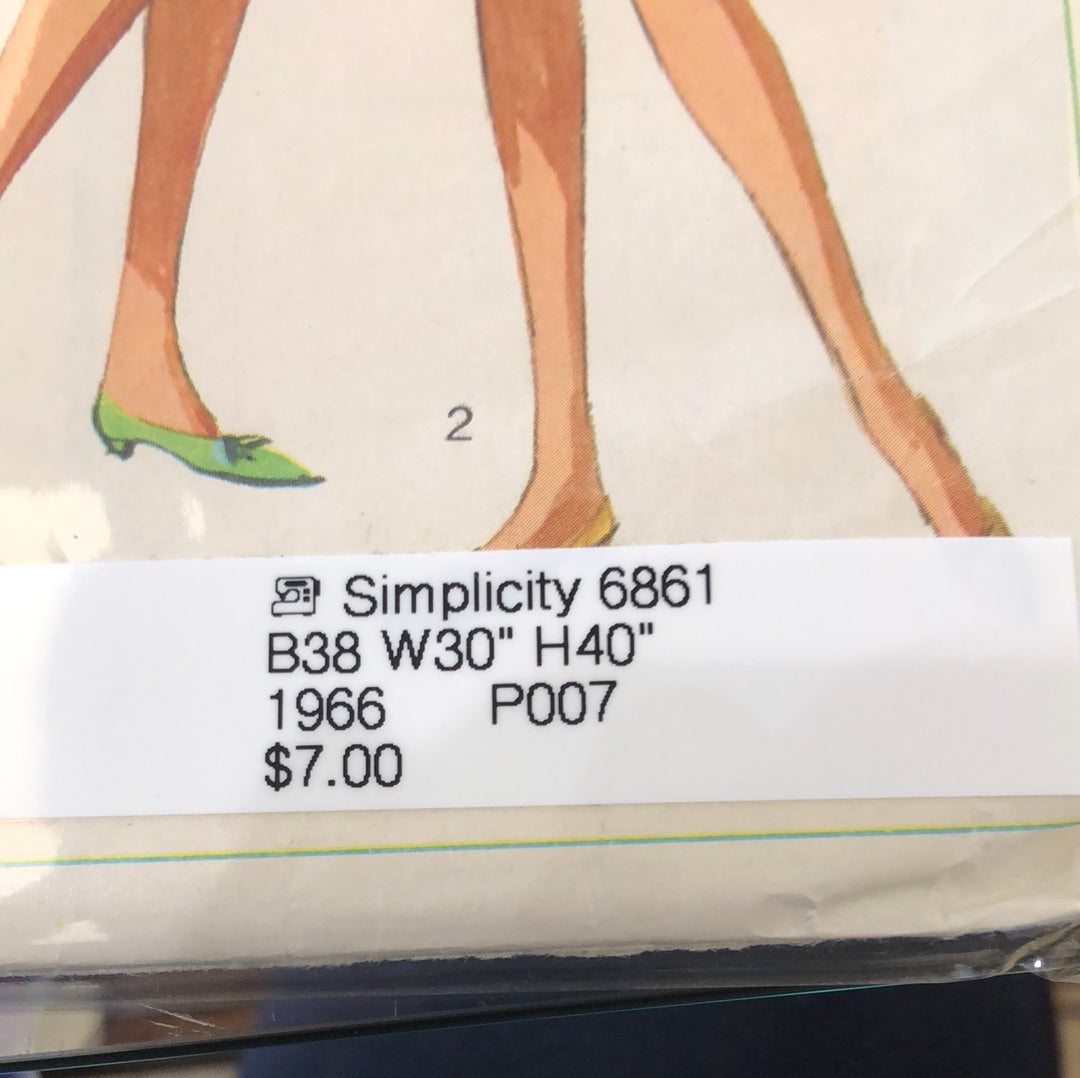 2
Simplicity 6861
B38 W30" H40"
1966 P007
$7.00